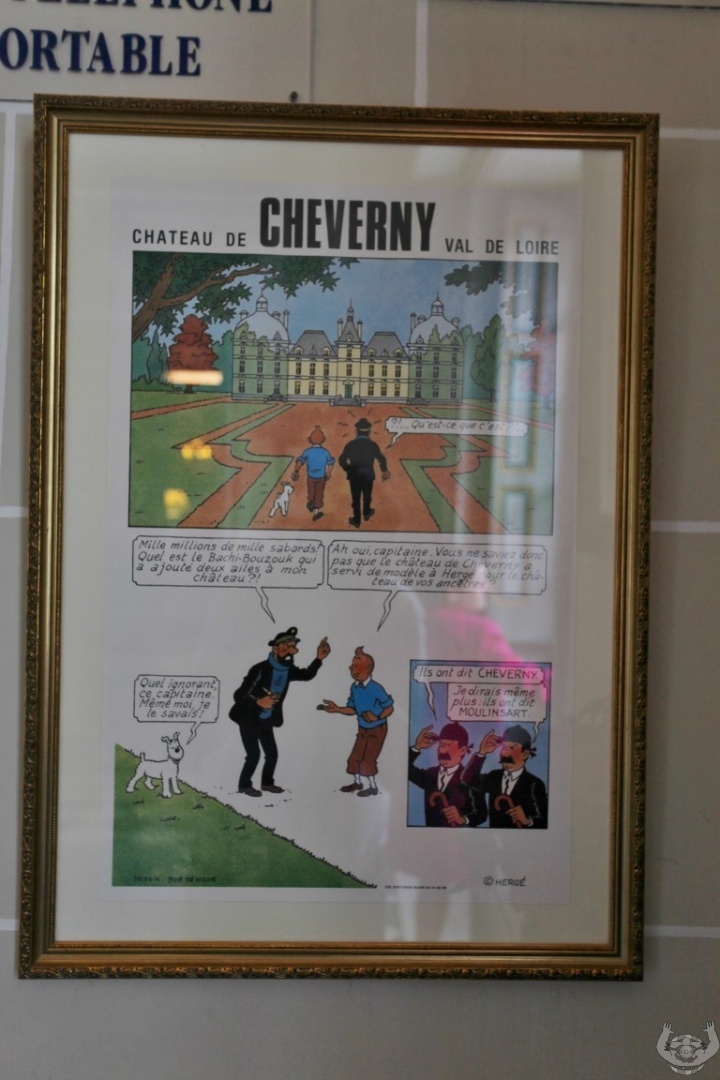 TELEPHONE
ORTABLE
CHATEAU DE CHEVERNY VAL DE LOIRE
??... Qu'est-ce que c'est
Mille millions de mille sabords!
Quel est le Bachi-Bouzouk qui
a ajouté deux ailes à mon
château?!
Ah oui, capitaine. Vous ne saviez donc
pas que le château de Cheverny a
servi de modèle à Hergé pour le châ-
teau de vos ancêtres?
Quel ignorant,
ce capitaine.
Même moi, je
le savais!
Ils ont dit CHEVERNY.
Je dirais même
plus: ils ont dit
MOULINSART.
© HERGÉ